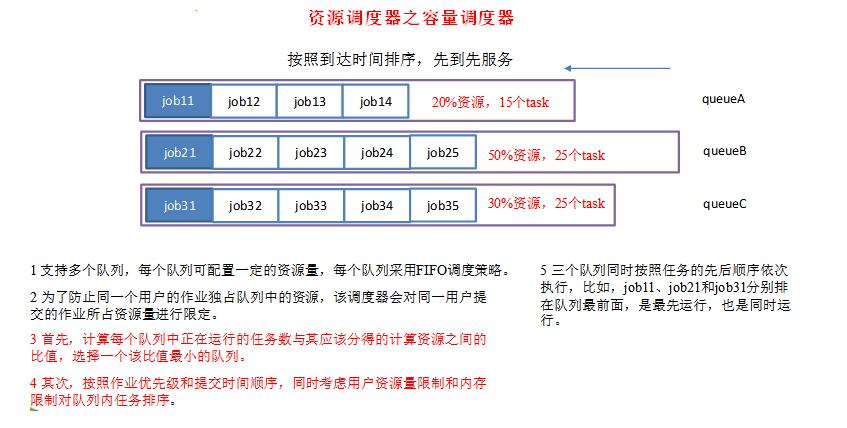 资源调度器之容量调度器
按照到达时间排序，先到先服务
job11 job12 job13 job14 20%资源，15个task queueA
job21 job22 job23 job24 job25 50%资源，25个task queueB
job31 job32 job33 job34 job35 30%资源，25个task queueC
1 支持多个队列，每个队列可配置一定的资源量，每个队列采用FIFO调度策略。
2 为了防止同一个用户的作业独占队列中的资源，该调度器会对同一用户提
交的作业所占资源量进行限定。
3 首先，计算每个队列中正在运行的任务数与其应该分得的计算资源之间的
比值，选择一个该比值最小的队列。
4 其次，按照作业优先级和提交时间顺序，同时考虑用户资源量限制和内存
限制对队列内任务排序。
5 三个队列同时按照任务的先后顺序依次
执行，比如，job11、job21和job31分别排
在队列最前面，是最先运行，也是同时运
行。